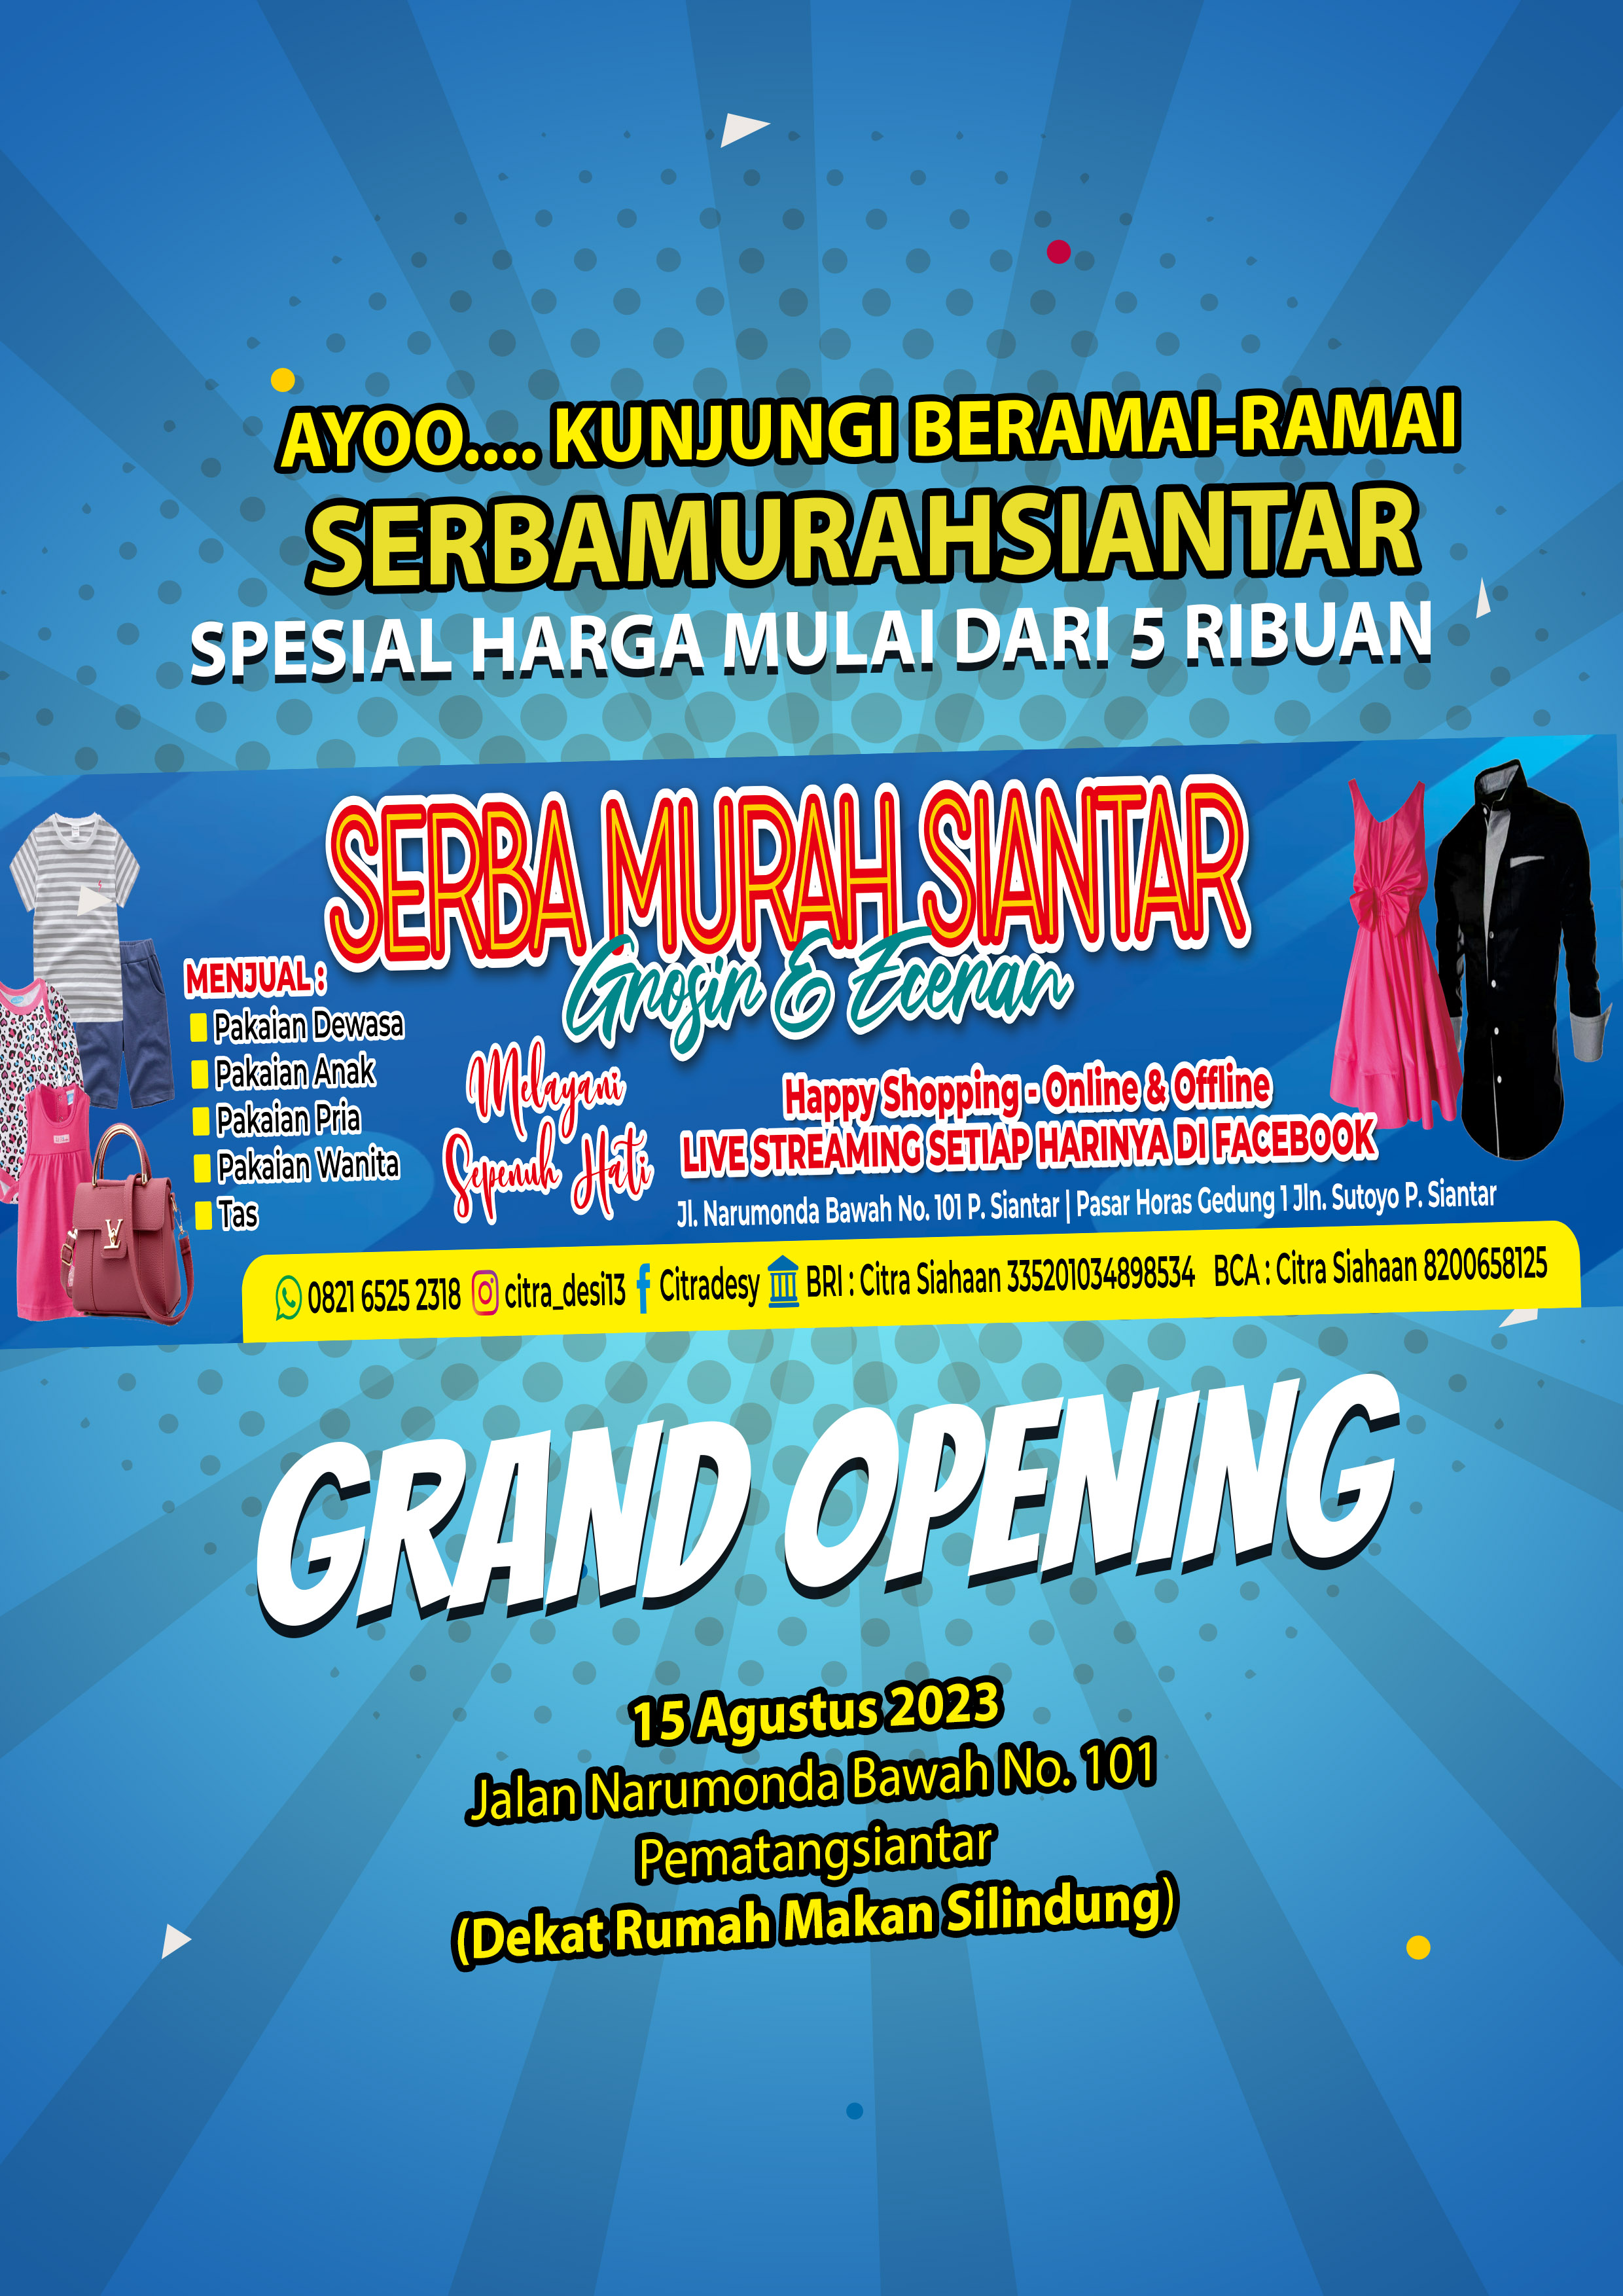 AYOO.... KUNJUNGI BERAMAI-RAMAI
SERBAMURAHSIANTAR
SPESIAL HARGA MULAI DARI 5 RIBUAN
SERBA MURAH SIANTAR
Grosir & Eceran
MENJUAL :
Pakaian Dewasa
Pakaian Anak
Pakaian Pria
Pakaian Wanita
Tas
Melayani
Sepenuh Hati
Happy Shopping - Online & Offline
LIVE STREAMING SETIAP HARINYA DI FACEBOOK
Jl. Narumonda Bawah No. 101 P. Siantar | Pasar Horas Gedung 1 Jln. Sutoyo P. Siantar
0821 6525 2318 citra_desi13 Citradesy BRI : Citra Siahaan 335201034898534 BCA : Citra Siahaan 8200658125
GRAND OPENING
15 Agustus 2023
Jalan Narumonda Bawah No. 101
Pematangsiantar
(Dekat Rumah Makan Silindung)